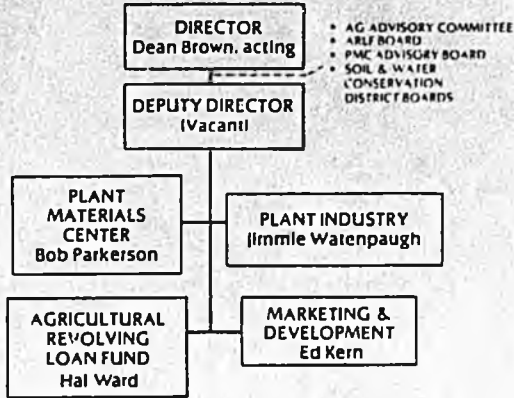 DIRECTOR
Dean Brown, acting
• AG ADVISORY COMMITTEE
• ARLF BOARD
• PMC ADVISORY BOARD
• SOIL & WATER
CONSERVATION
DISTRICT BOARDS
DEPUTY DIRECTOR
(Vacant)
PLANT
MATERIALS
CENTER
Bob Parkerson
PLANT INDUSTRY
Jimmie Watenpaugh
AGRICULTURAL
REVOLVING
LOAN FUND
Hal Ward
MARKETING &
DEVELOPMENT
Ed Kern